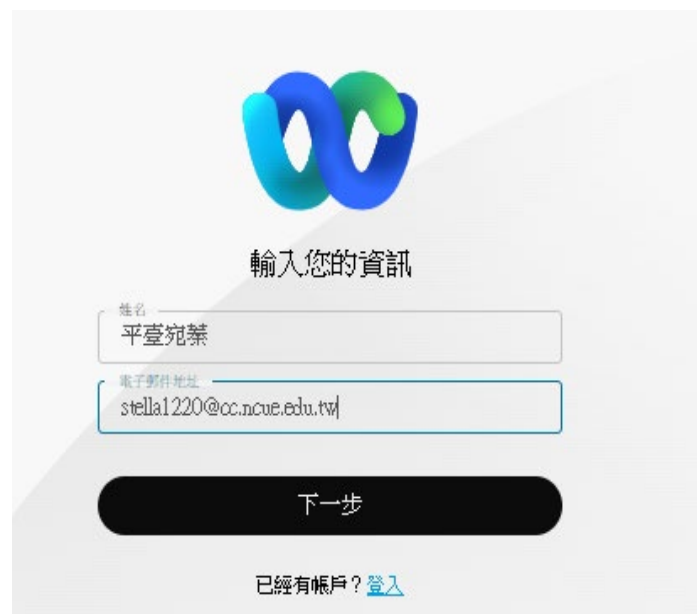 輸入您的資訊
姓名
平臺宛蓁
電子郵件地址
stella1220@cc.ncue.edu.tw
下一步
已經有帳戶？登入